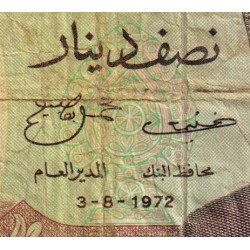 نصف دينار
محافظ البنك المدير العام
3-8-1972